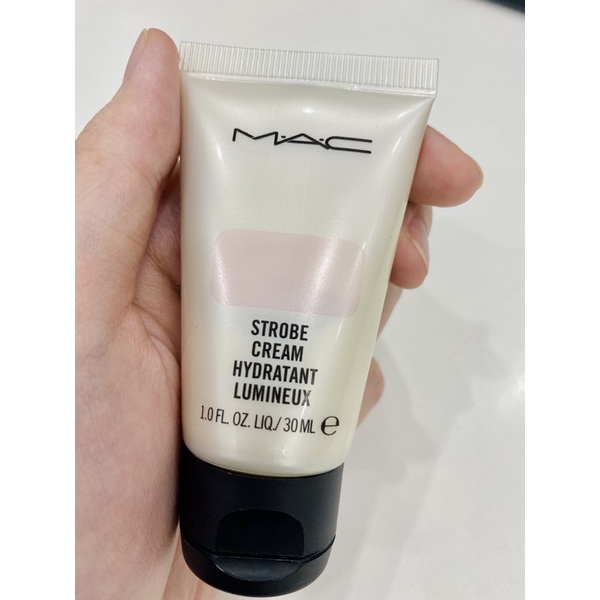 M·A·C
STROBE
CREAM
HYDRATANT
LUMINEUX
1.0 FL. OZ. LIQ./ 30 ML ℮